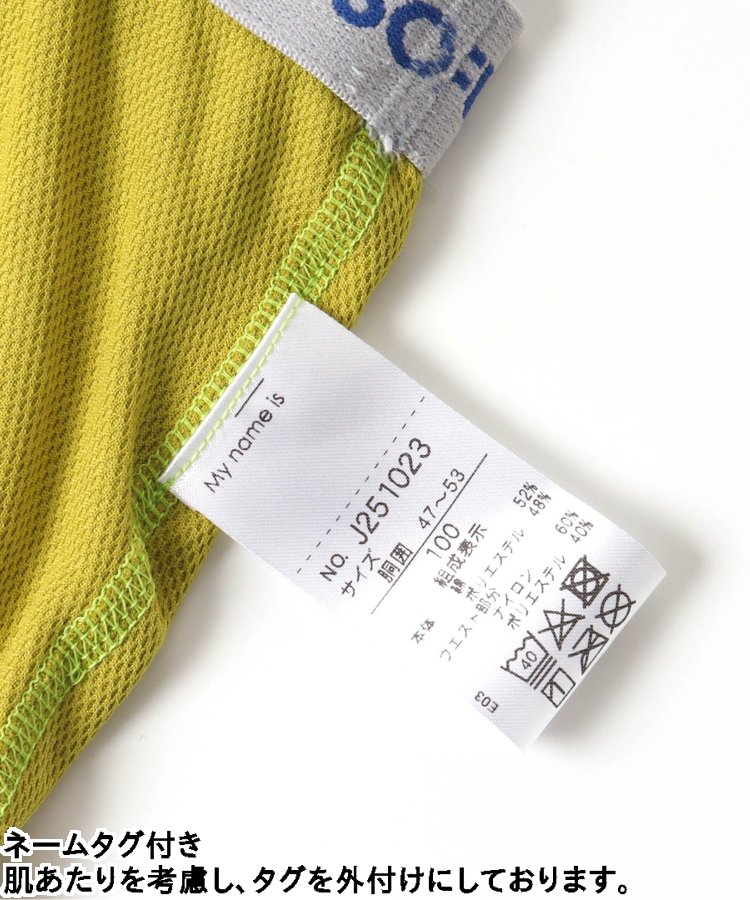 SO
My name is
NO. J251023
サイズ
胴囲 47～53
100
組成表示
本体 綿 52%
ポリエステル 48%
ウエスト部分 ナイロン 60%
ポリエステル 40%
40
E03
ネームタグ付き
肌あたりを考慮し、タグを外付けにしております。